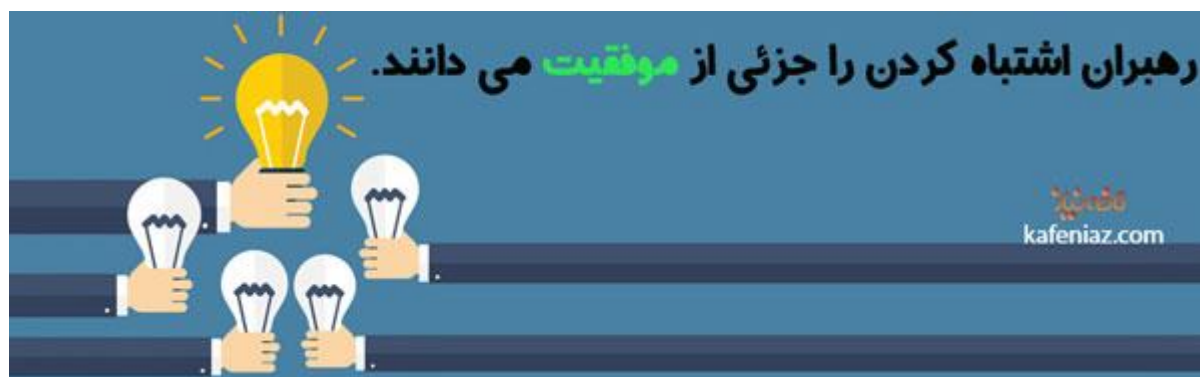 رهبران اشتباه کردن را جزئی از موفقیت می دانند.
کافه نیاز
kafeniaz.com